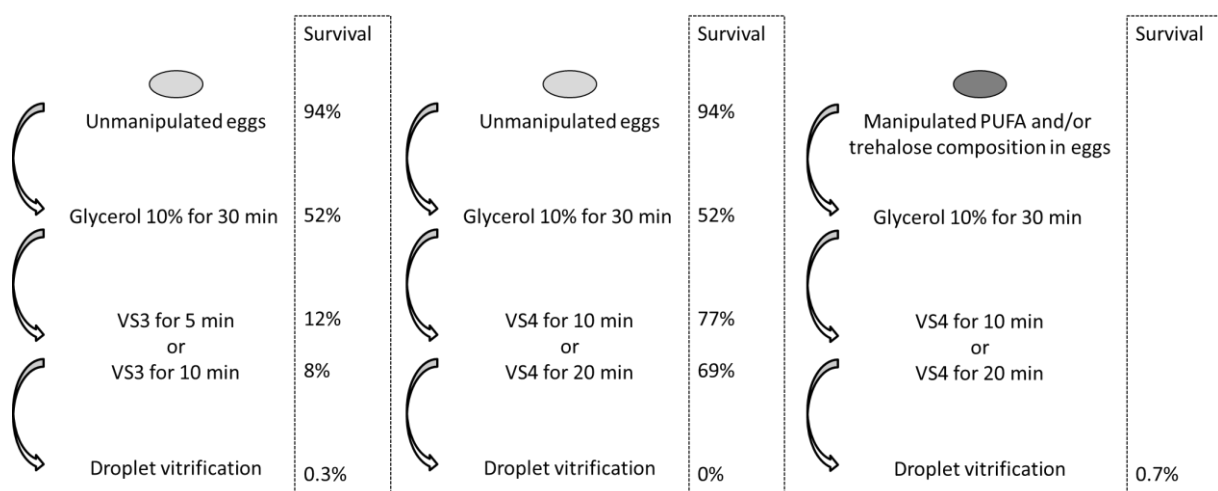 Survival
Unmanipulated eggs
94%
Glycerol 10% for 30 min
52%
VS3 for 5 min
12%
or
VS3 for 10 min
8%
Droplet vitrification
0.3%
Survival
Unmanipulated eggs
94%
Glycerol 10% for 30 min
52%
VS4 for 10 min
77%
or
VS4 for 20 min
69%
Droplet vitrification
0%
Survival
Manipulated PUFA and/or
trehalose composition in eggs
Glycerol 10% for 30 min
VS4 for 10 min
or
VS4 for 20 min
Droplet vitrification
0.7%